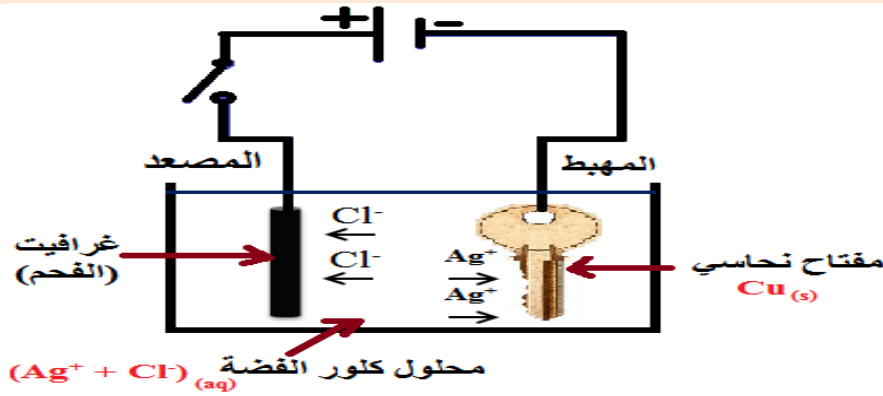 + -
المصعد
المهبط
Cl⁻
Cl⁻
Ag⁺
Ag⁺
غرافيت
(الفحم)
مفتاح نحاسي
Cu (s)
محلول كلور الفضة (Ag⁺ + Cl⁻) (aq)